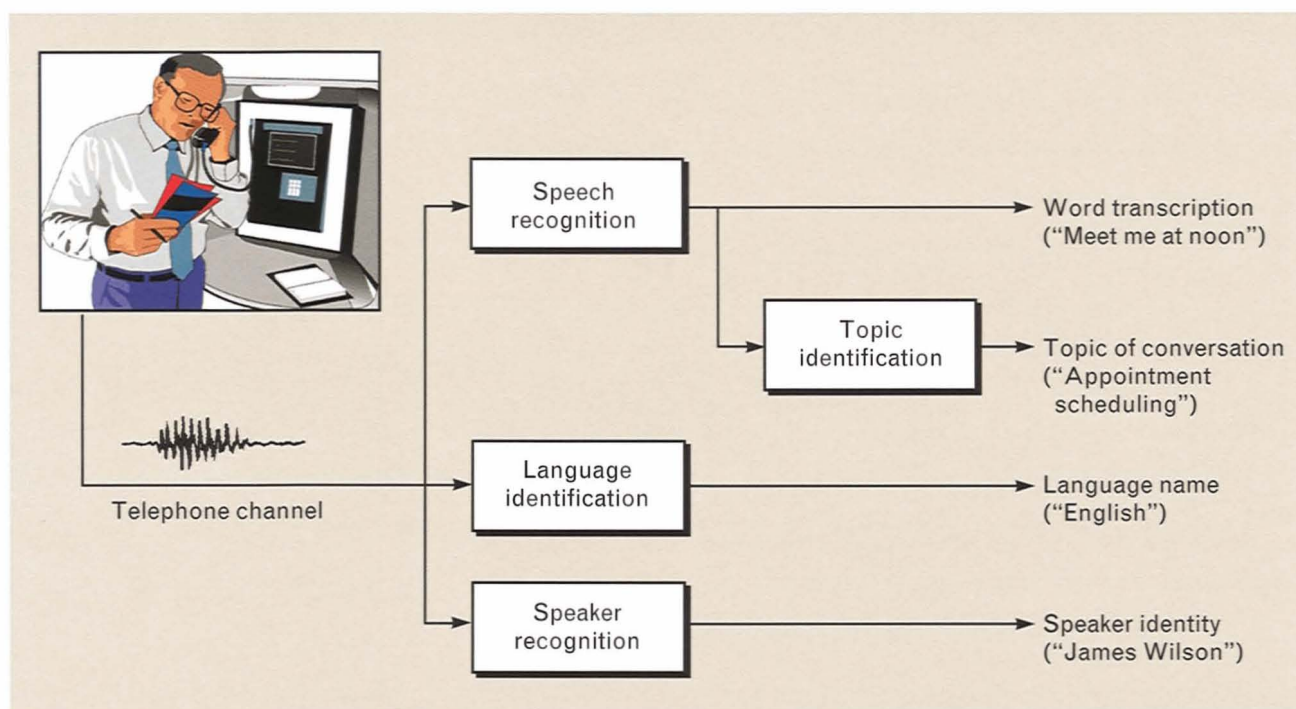 Speech
recognition
Word transcription
(“Meet me at noon”)
Topic
identification
Topic of conversation
(“Appointment
scheduling”)
Telephone channel
Language
identification
Language name
(“English”)
Speaker
recognition
Speaker identity
(“James Wilson”)